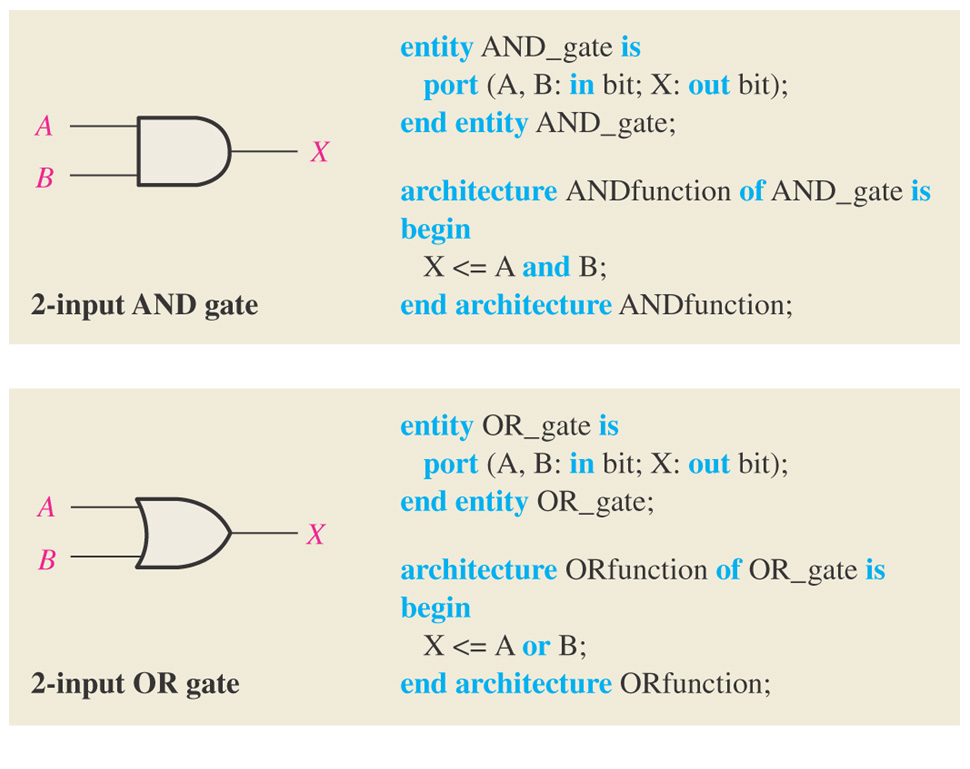 entity AND_gate is
port (A, B: in bit; X: out bit);
end entity AND_gate;
architecture ANDfunction of AND_gate is
begin
X <= A and B;
end architecture ANDfunction;
A
B
X
2-input AND gate
entity OR_gate is
port (A, B: in bit; X: out bit);
end entity OR_gate;
architecture ORfunction of OR_gate is
begin
X <= A or B;
end architecture ORfunction;
A
B
X
2-input OR gate